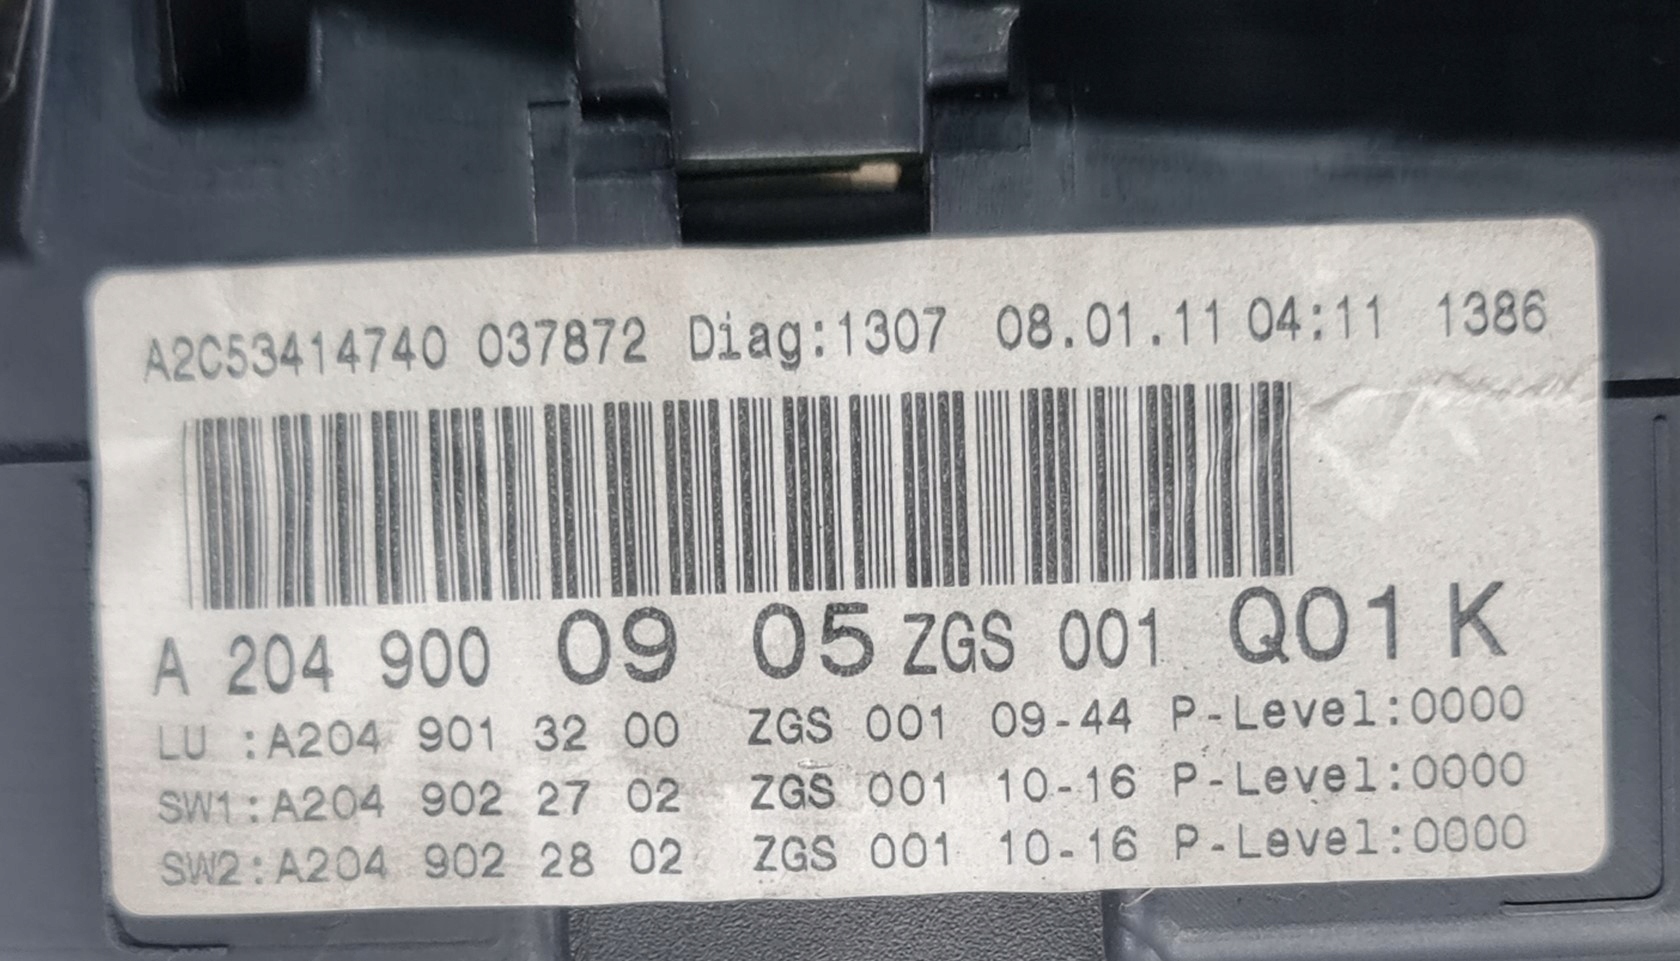 A2C53414740 037872 Diag:1307 08.01.11 04:11 1386
A 204 900 09 05 ZGS 001 Q01 K
LU :A204 901 32 00 ZGS 001 09-44 P-Level:0000
SW1:A204 902 27 02 ZGS 001 10-16 P-Level:0000
SW2:A204 902 28 02 ZGS 001 10-16 P-Level:0000